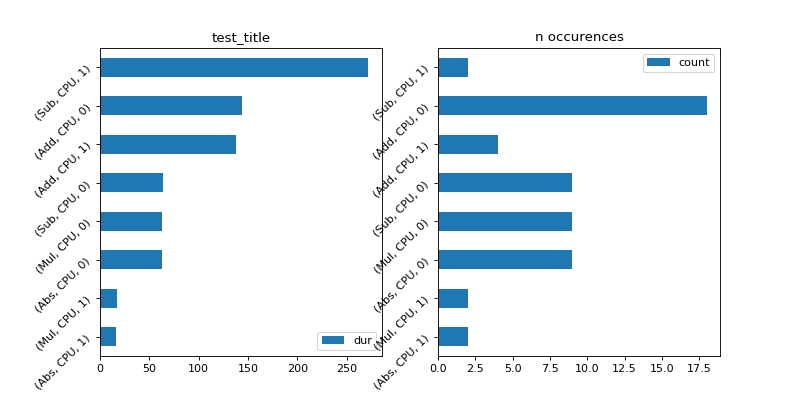 test_title
(Sub, CPU, 1)
(Add, CPU, 0)
(Add, CPU, 1)
(Sub, CPU, 0)
(Mul, CPU, 0)
(Abs, CPU, 0)
(Mul, CPU, 1)
(Abs, CPU, 1)
dur
0 50 100 150 200 250
n occurences
count
(Sub, CPU, 1)
(Add, CPU, 0)
(Add, CPU, 1)
(Sub, CPU, 0)
(Mul, CPU, 0)
(Abs, CPU, 0)
(Mul, CPU, 1)
(Abs, CPU, 1)
0.0 2.5 5.0 7.5 10.0 12.5 15.0 17.5